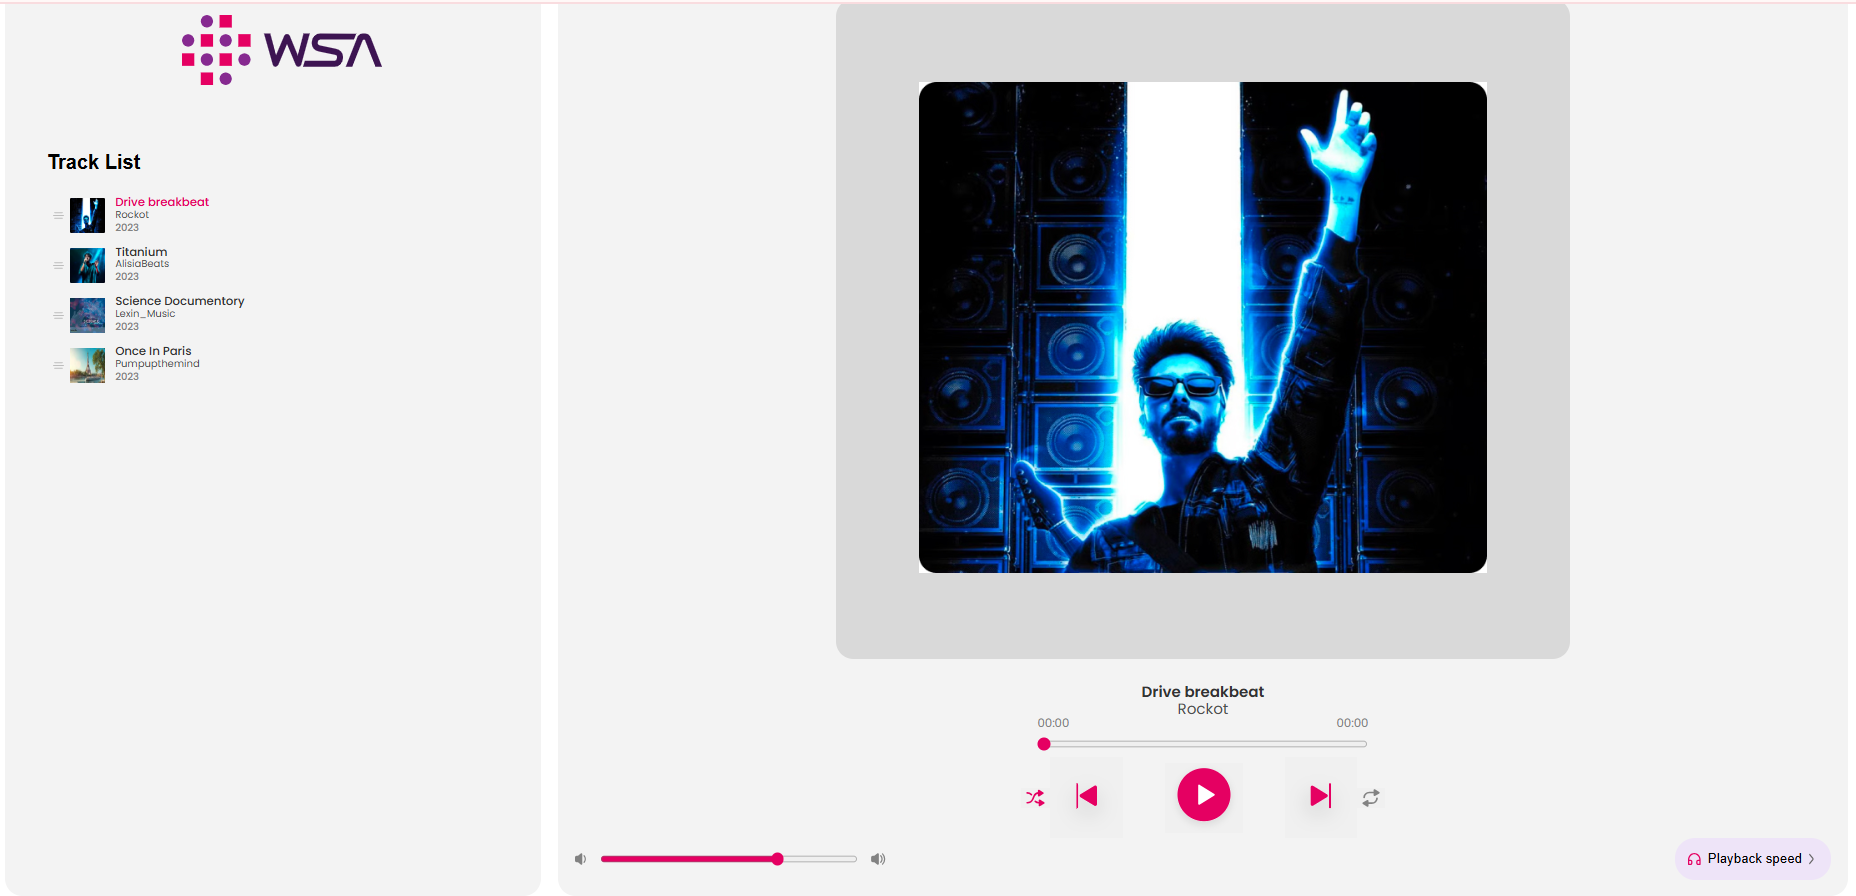 WSA
Track List
Drive breakbeat
Rockot
2023
Titanium
AlisiaBeats
2023
Science Documentory
Lexin_Music
2023
Once In Paris
Pumpupthemind
2023
Drive breakbeat
Rockot
00:00 00:00
Playback speed